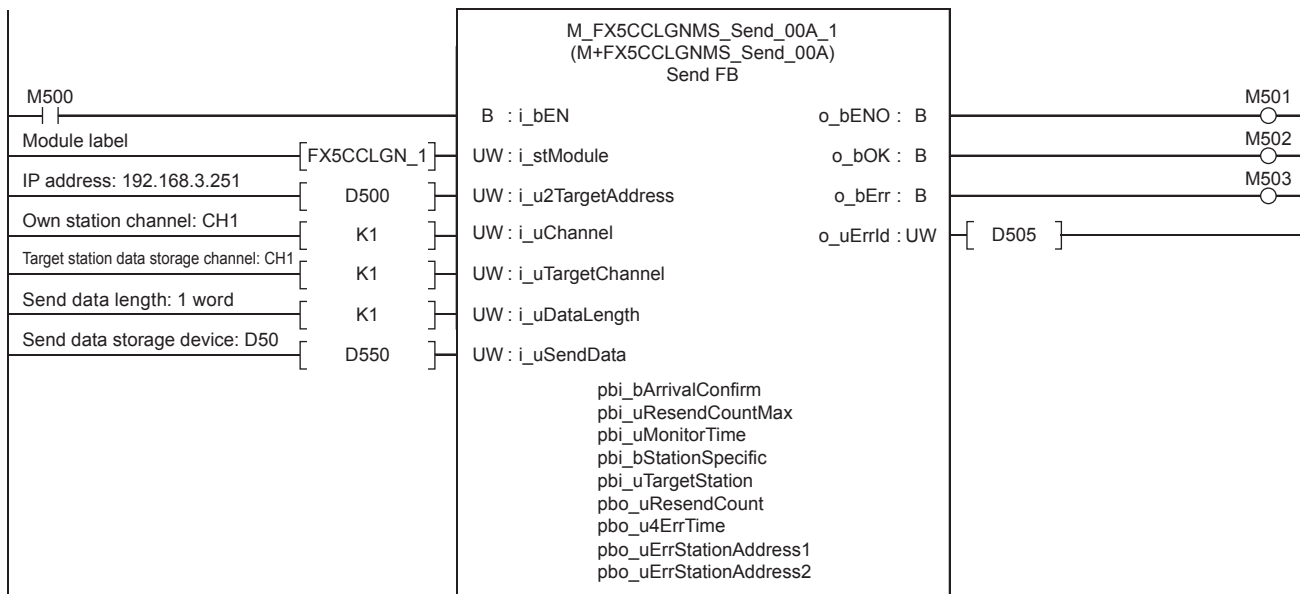 M_FX5CCLGNMS_Send_00A_1
(M+FX5CCLGNMS_Send_00A)
Send FB
M500
B : i_bEN
o_bENO : B
M501
Module label
FX5CCLGN_1
UW : i_stModule
o_bOK : B
M502
IP address: 192.168.3.251
D500
UW : i_u2TargetAddress
o_bErr : B
M503
Own station channel: CH1
K1
UW : i_uChannel
o_uErrId : UW
D505
Target station data storage channel: CH1
K1
UW : i_uTargetChannel
Send data length: 1 word
K1
UW : i_uDataLength
Send data storage device: D50
D550
UW : i_uSendData
pbi_bArrivalConfirm
pbi_uResendCountMax
pbi_uMonitorTime
pbi_bStationSpecific
pbi_uTargetStation
pbo_uResendCount
pbo_u4ErrTime
pbo_uErrStationAddress1
pbo_uErrStationAddress2